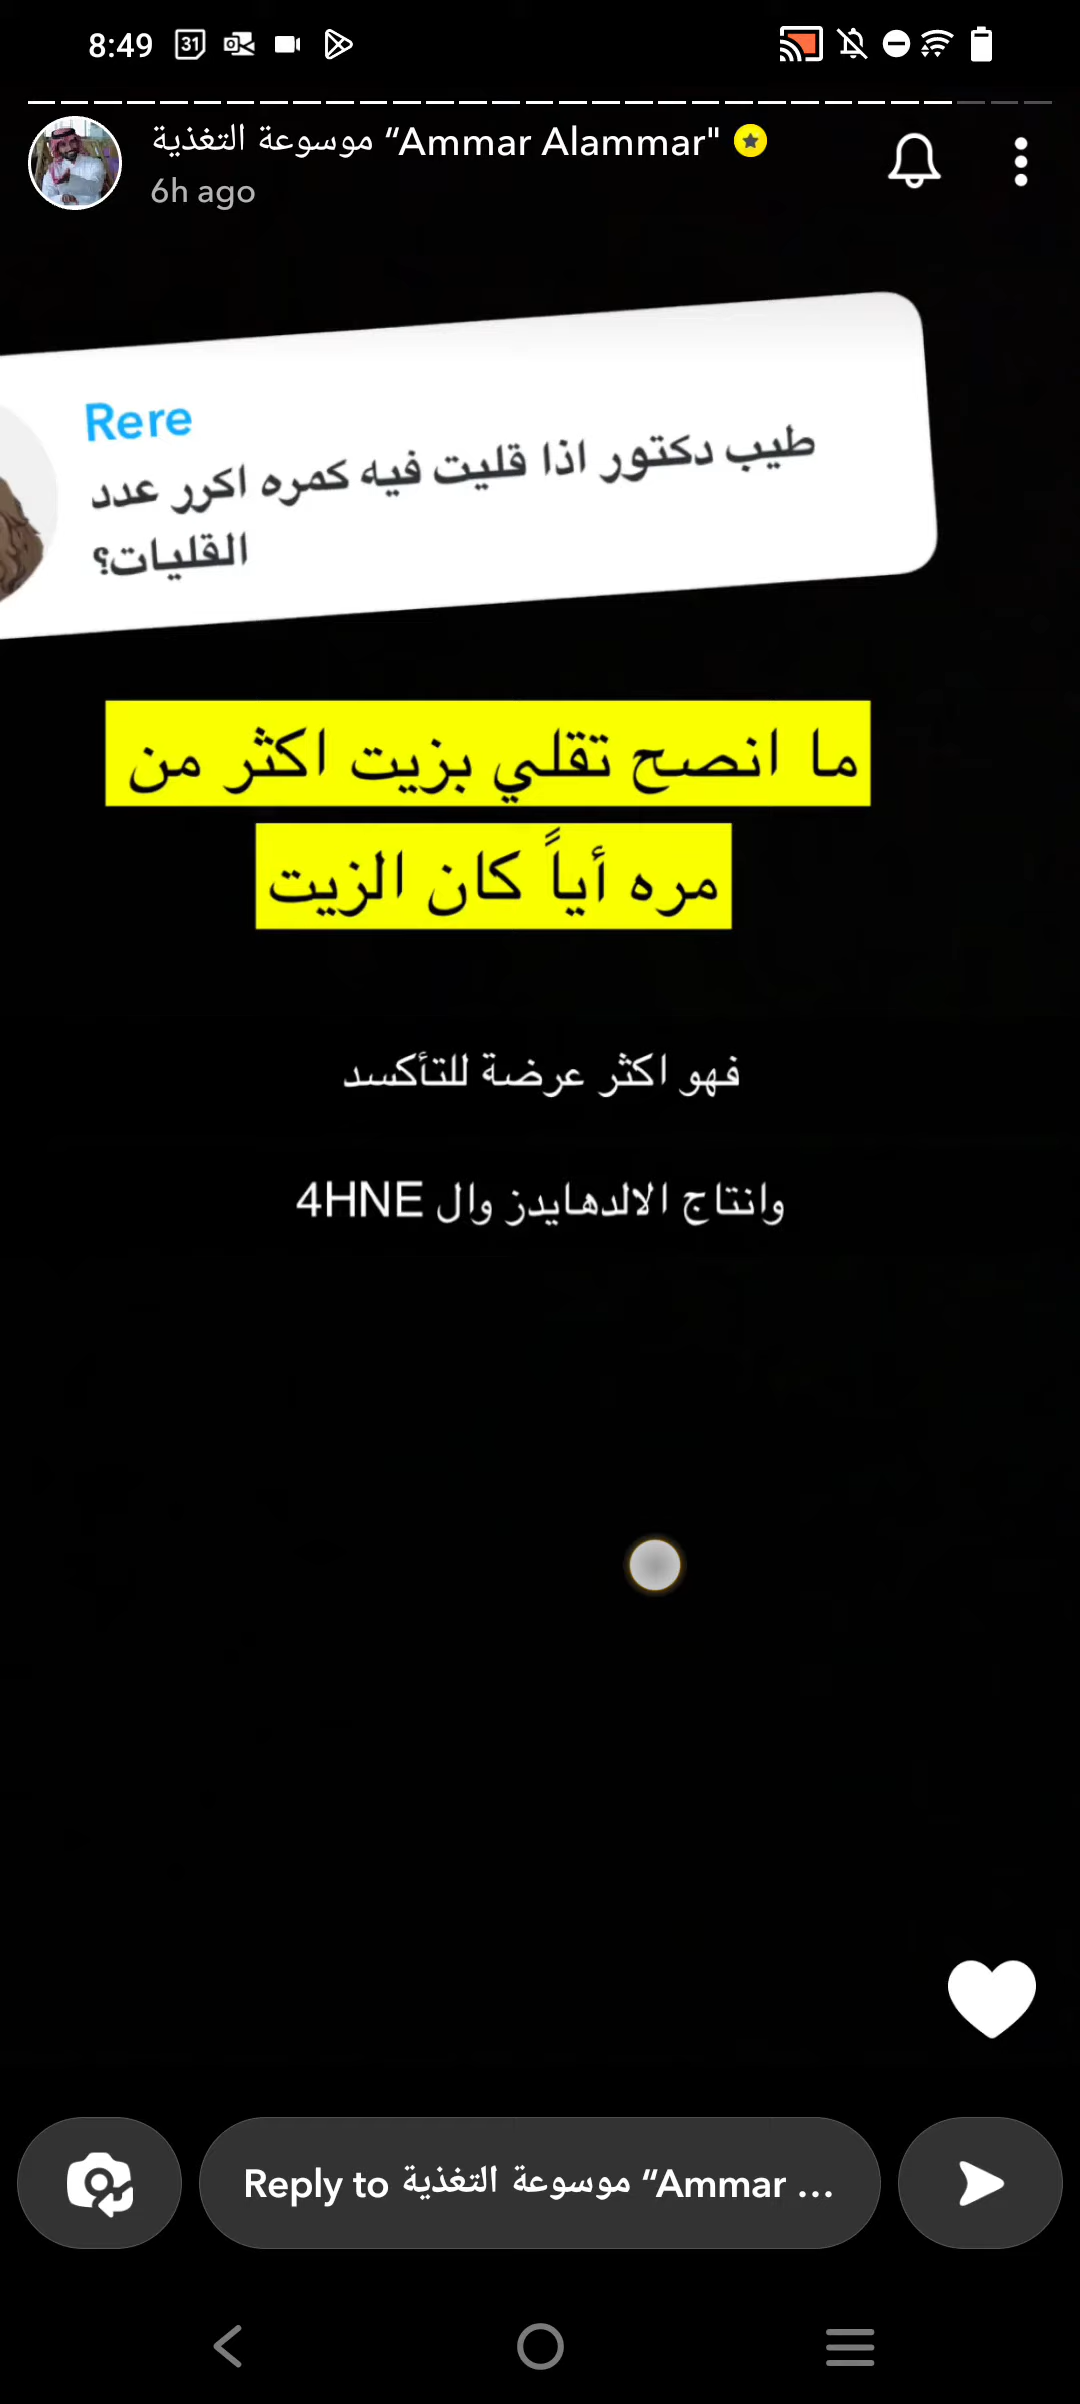 8:49
31
موسوعة التغذية “Ammar Alammar"
6h ago
Rere
طيب دكتور اذا قليت فيه كمره اكرر عدد
القليات؟
ما انصح تقلي بزيت اكثر من
مره أياً كان الزيت
فهو اكثر عرضة للتأكسد
وانتاج الالدهايدز وال 4HNE
Reply to موسوعة التغذية “Ammar ...